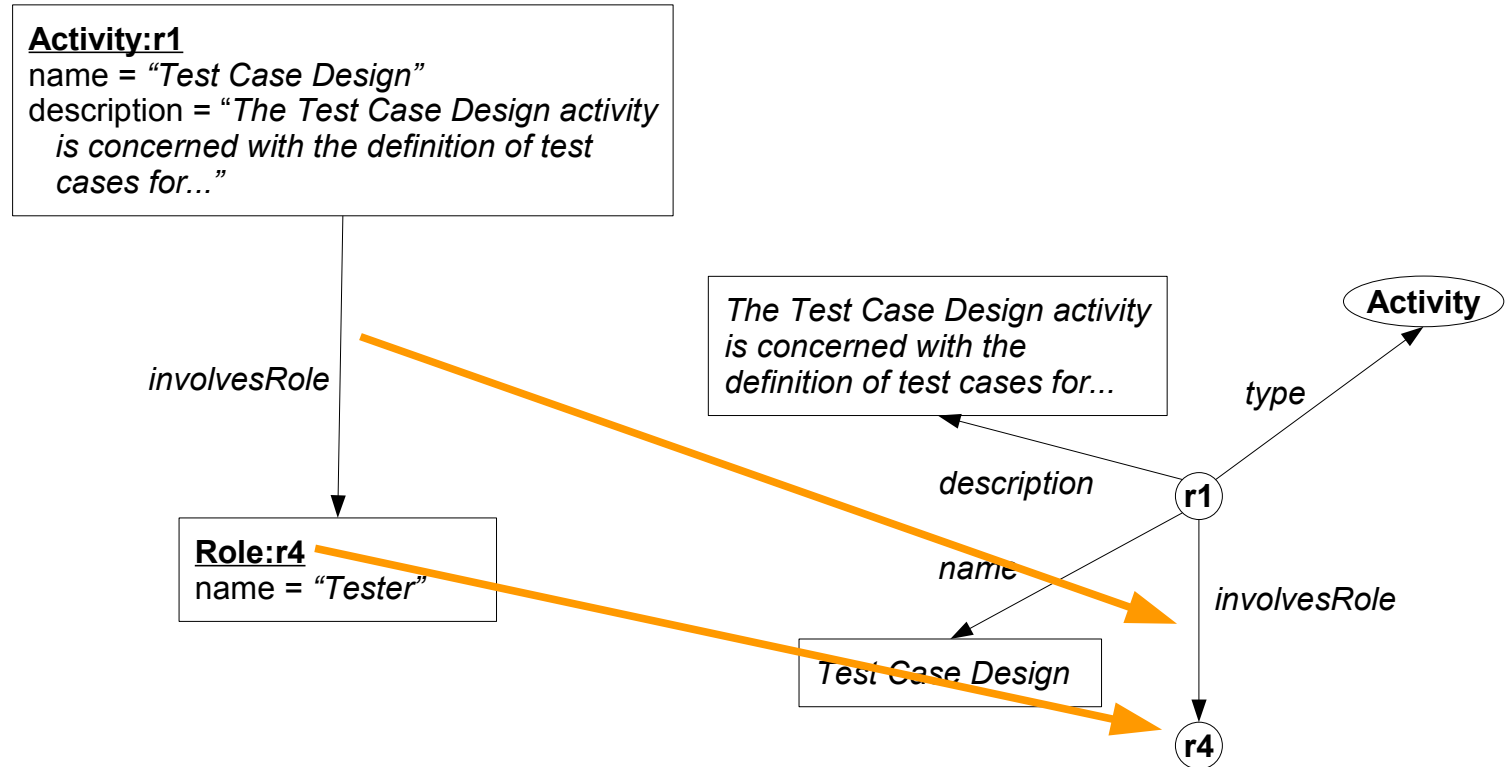 Activity:r1
name = “Test Case Design”
description = “The Test Case Design activity
is concerned with the definition of test
cases for...”
involvesRole
Role:r4
name = “Tester”
The Test Case Design activity
is concerned with the
definition of test cases for...
Activity
type
description
r1
name
involvesRole
Test Case Design
r4